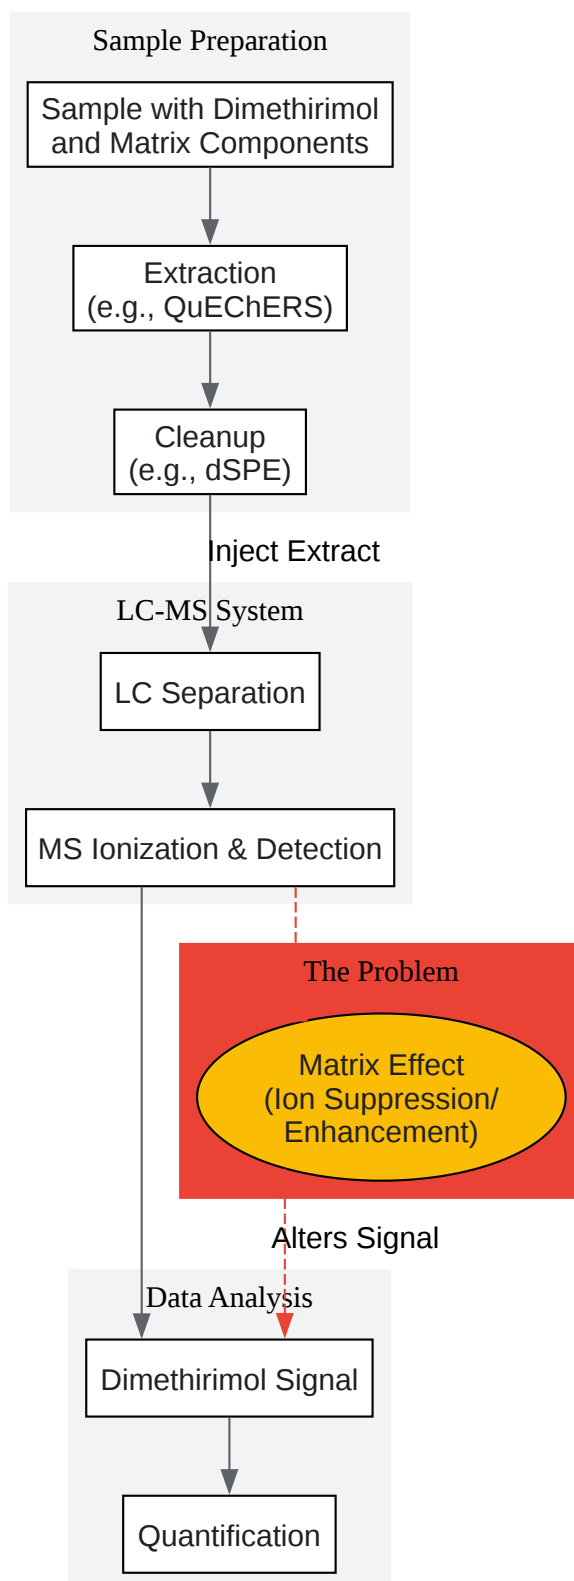 Sample Preparation
Sample with Dimethirimol
and Matrix Components
Extraction
(e.g., QuEChERS)
Cleanup
(e.g., dSPE)
Inject Extract
LC-MS System
LC Separation
MS Ionization & Detection
The Problem
Matrix Effect
(Ion Suppression/
Enhancement)
Alters Signal
Data Analysis
Dimethirimol Signal
Quantification